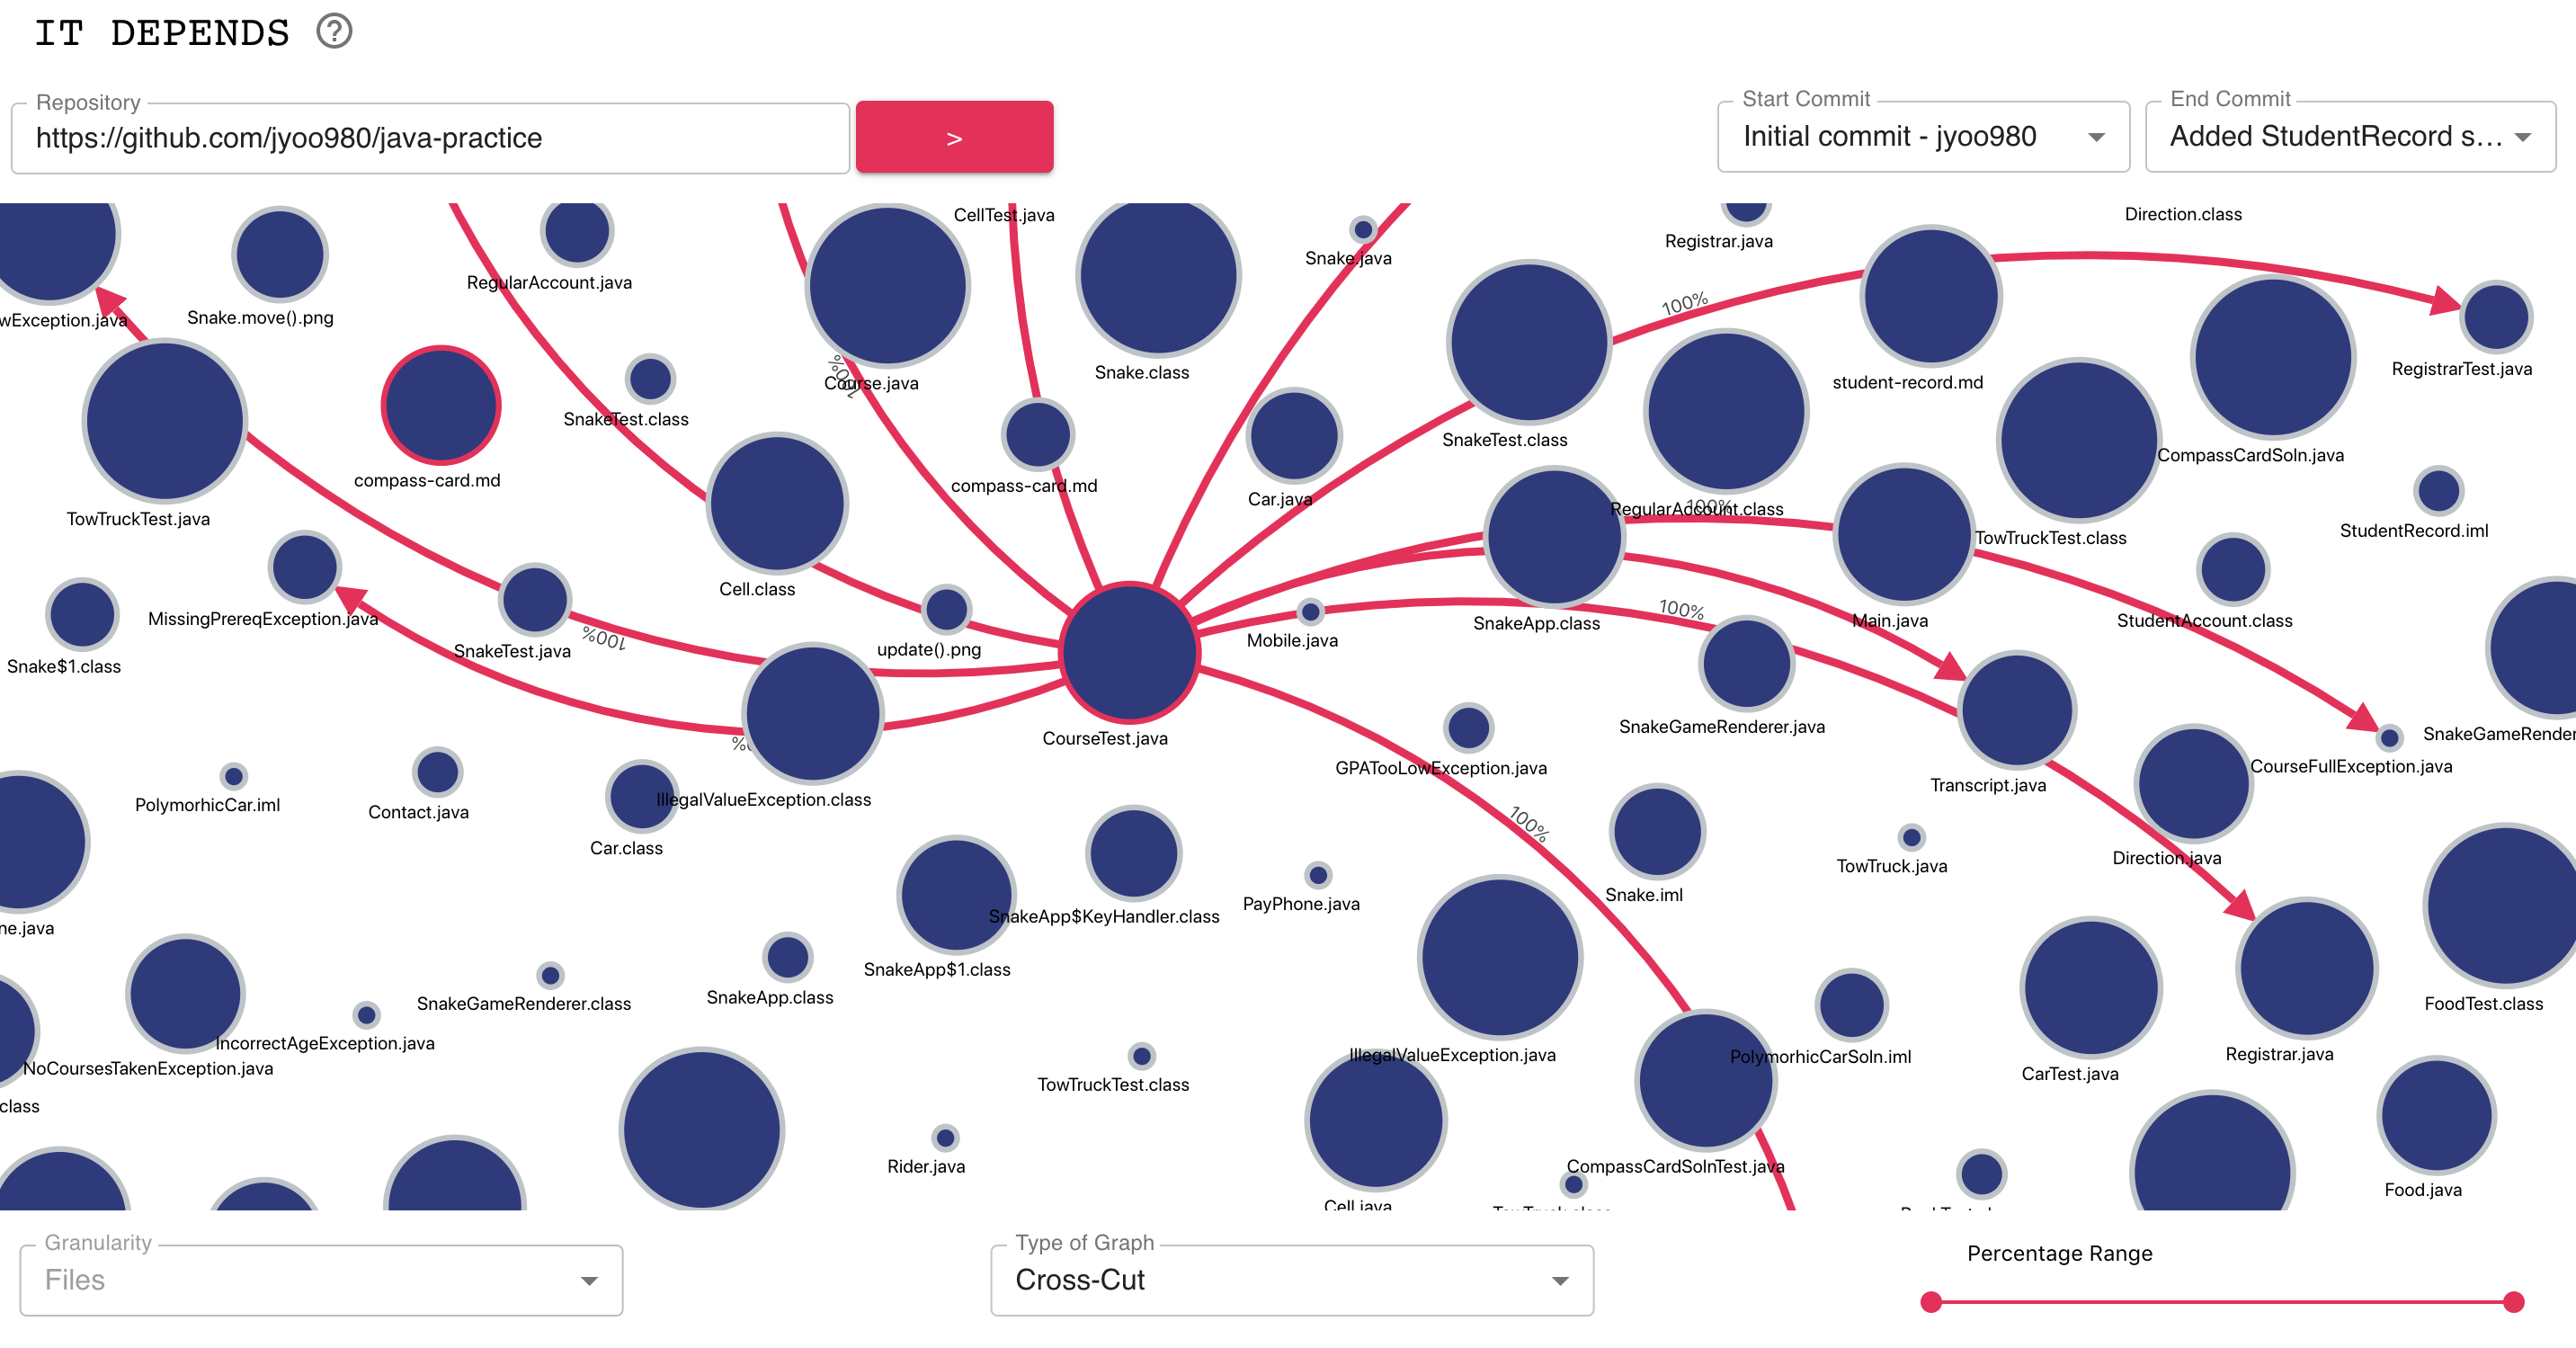 IT DEPENDS ?
Repository
https://github.com/jyoo980/java-practice
>
Start Commit
Initial commit - jyoo980
End Commit
Added StudentRecord s...
CellTest.java
Direction.class
Registrar.java
Snake.java
RegularAccount.java
wException.java
Snake.move().png
100%
RegistrarTest.java
Snake.class
Course.java
100%
student-record.md
SnakeTest.class
SnakeTest.class
CompassCardSoln.java
compass-card.md
compass-card.md
Car.java
RegularAccount.class
100%
TowTruckTest.java
StudentRecord.iml
TowTruckTest.class
Cell.class
100%
MissingPrereqException.java
SnakeApp.class
Main.java
StudentAccount.class
100%
Mobile.java
update().png
SnakeTest.java
Snake$1.class
SnakeGameRenderer.java
CourseTest.java
SnakeGameRender
GPATooLowException.java
CourseFullException.java
Transcript.java
PolymorhicCar.iml
Contact.java
IllegalValueException.class
100%
Car.class
Direction.java
TowTruck.java
Snake.iml
PayPhone.java
SnakeApp$KeyHandler.class
ne.java
SnakeApp$1.class
SnakeApp.class
SnakeGameRenderer.class
FoodTest.class
IncorrectAgeException.java
IllegalValueException.java
PolymorhicCarSoln.iml
Registrar.java
NoCoursesTakenException.java
CarTest.java
TowTruckTest.class
class
Rider.java
CompassCardSolnTest.java
Food.java
Cell.java
Granularity
Files
Type of Graph
Cross-Cut
Percentage Range